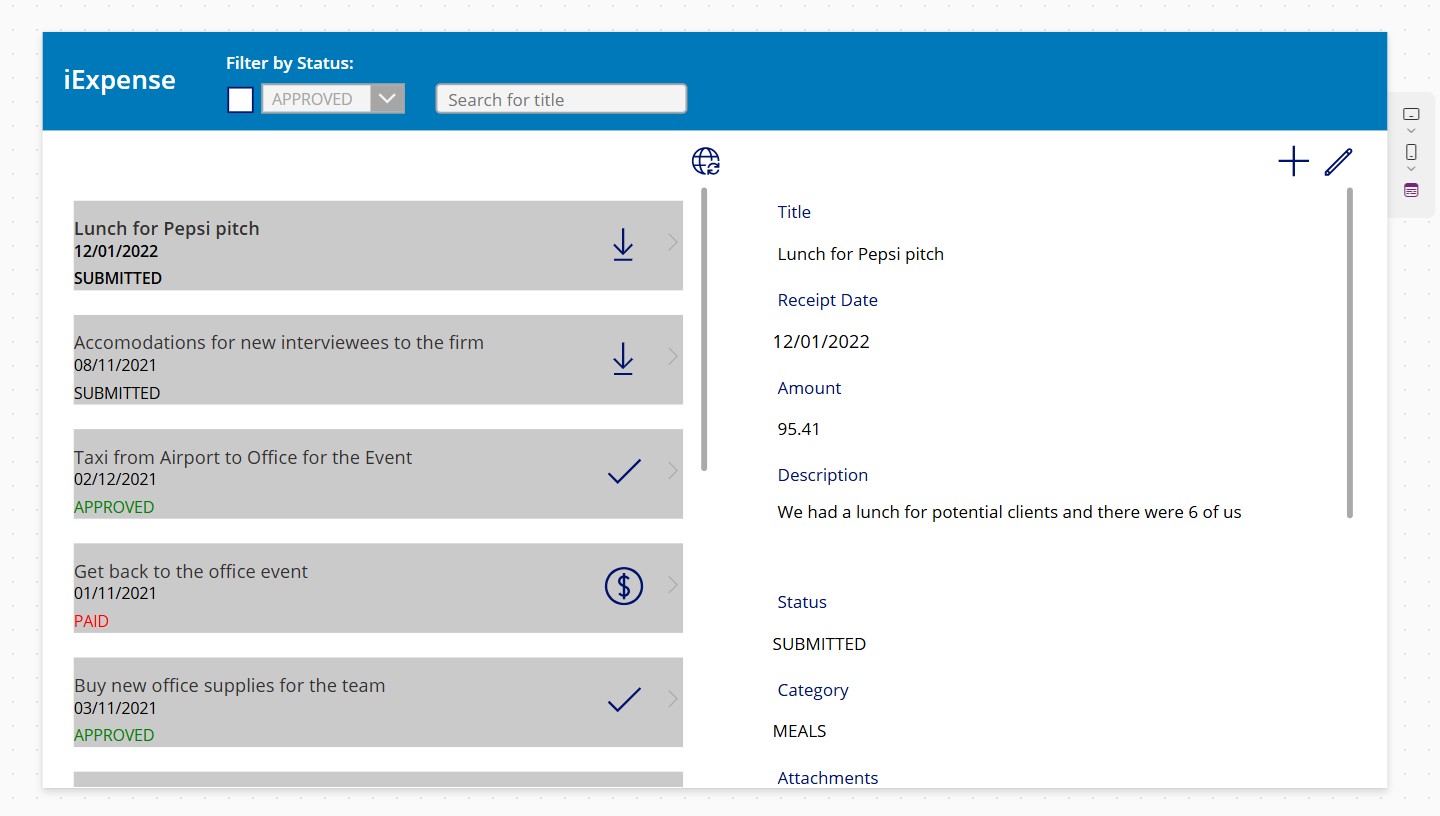 iExpense
Filter by Status:
APPROVED
Search for title
Lunch for Pepsi pitch
12/01/2022
SUBMITTED
Accomodations for new interviewees to the firm
08/11/2021
SUBMITTED
Taxi from Airport to Office for the Event
02/12/2021
APPROVED
Get back to the office event
01/11/2021
PAID
Buy new office supplies for the team
03/11/2021
APPROVED
Title
Lunch for Pepsi pitch
Receipt Date
12/01/2022
Amount
95.41
Description
We had a lunch for potential clients and there were 6 of us
Status
SUBMITTED
Category
MEALS
Attachments